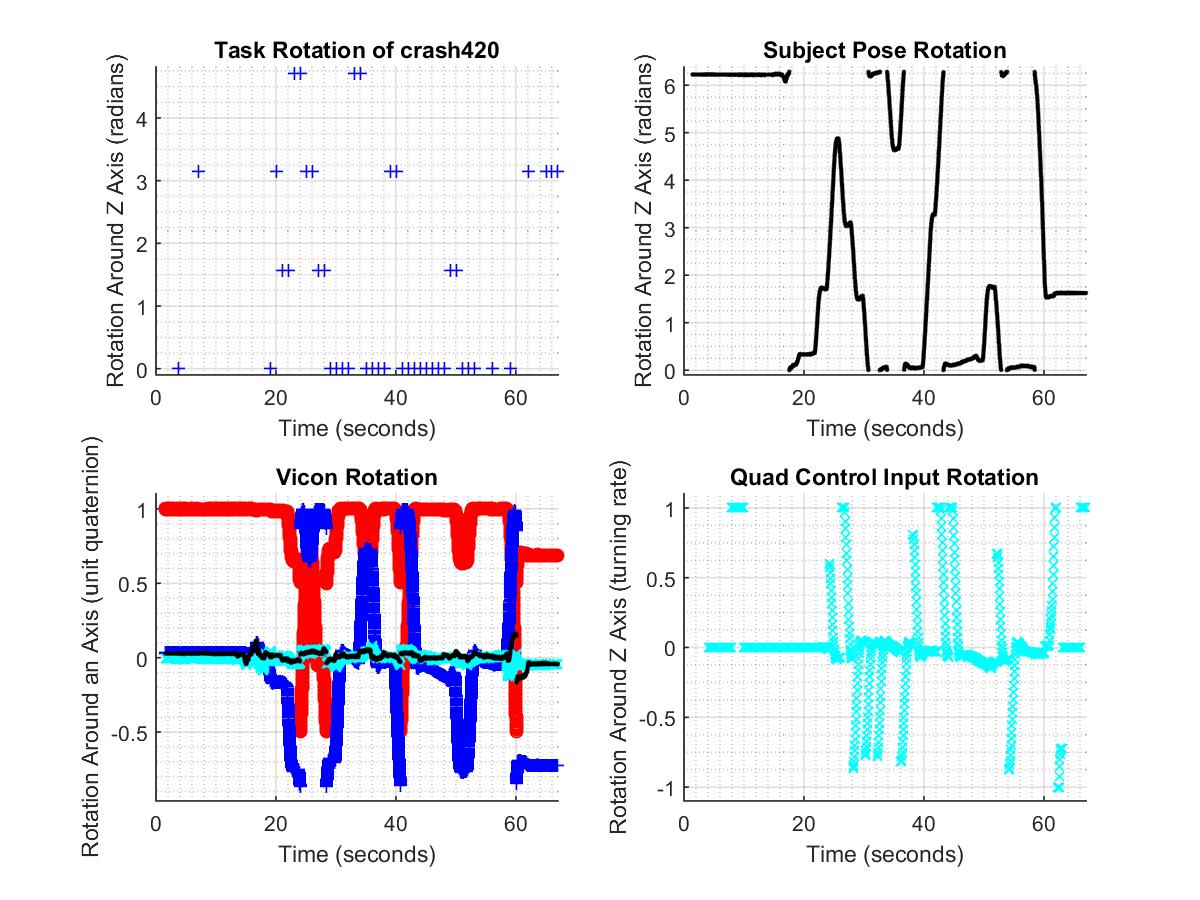 Task Rotation of crash420
Rotation Around Z Axis (radians)
4
3
2
1
0
0 20 40 60
Time (seconds)
Subject Pose Rotation
Rotation Around Z Axis (radians)
6
5
4
3
2
1
0
0 20 40 60
Time (seconds)
Vicon Rotation
Rotation Around an Axis (unit quaternion)
1
0.5
0
-0.5
0 20 40 60
Time (seconds)
Quad Control Input Rotation
Rotation Around Z Axis (turning rate)
1
0.5
0
-0.5
-1
0 20 40 60
Time (seconds)